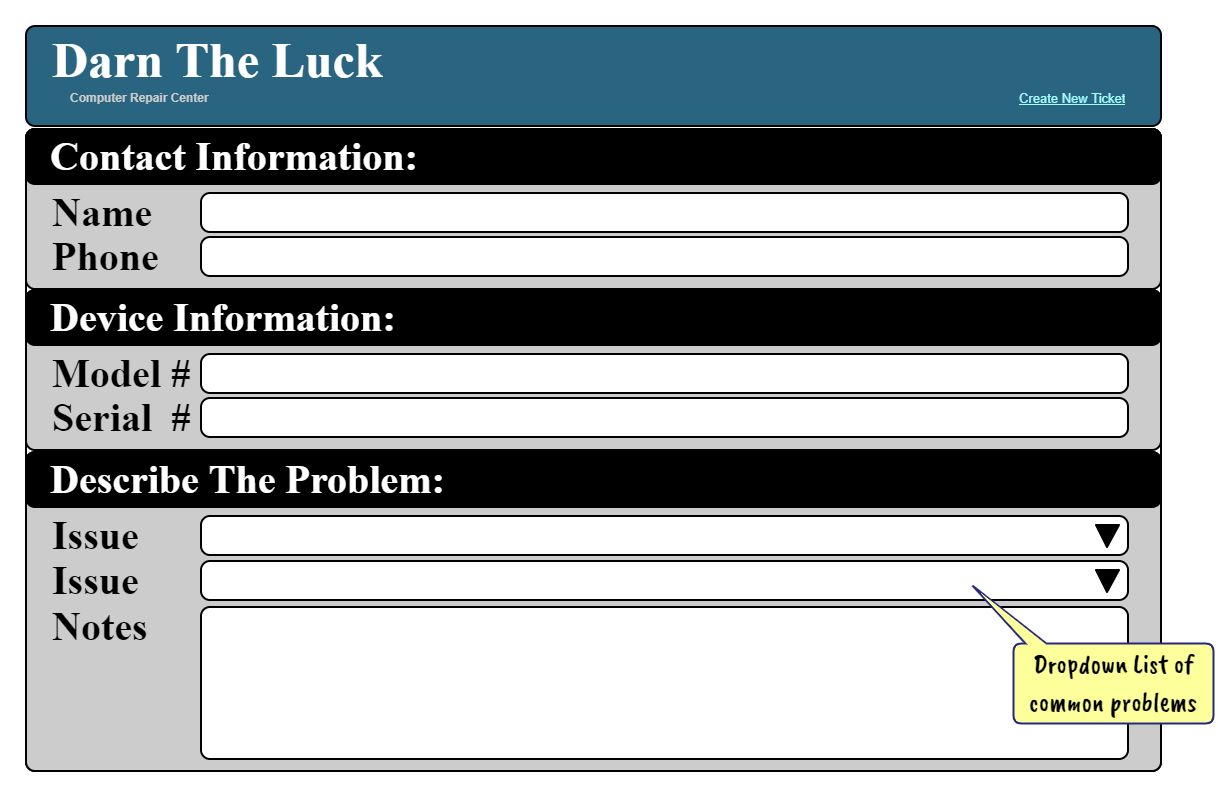 Darn The Luck
Computer Repair Center
Create New Ticket
Contact Information:
Name
Phone
Device Information:
Model #
Serial #
Describe The Problem:
Issue
Issue
Notes
Dropdown List of
common problems